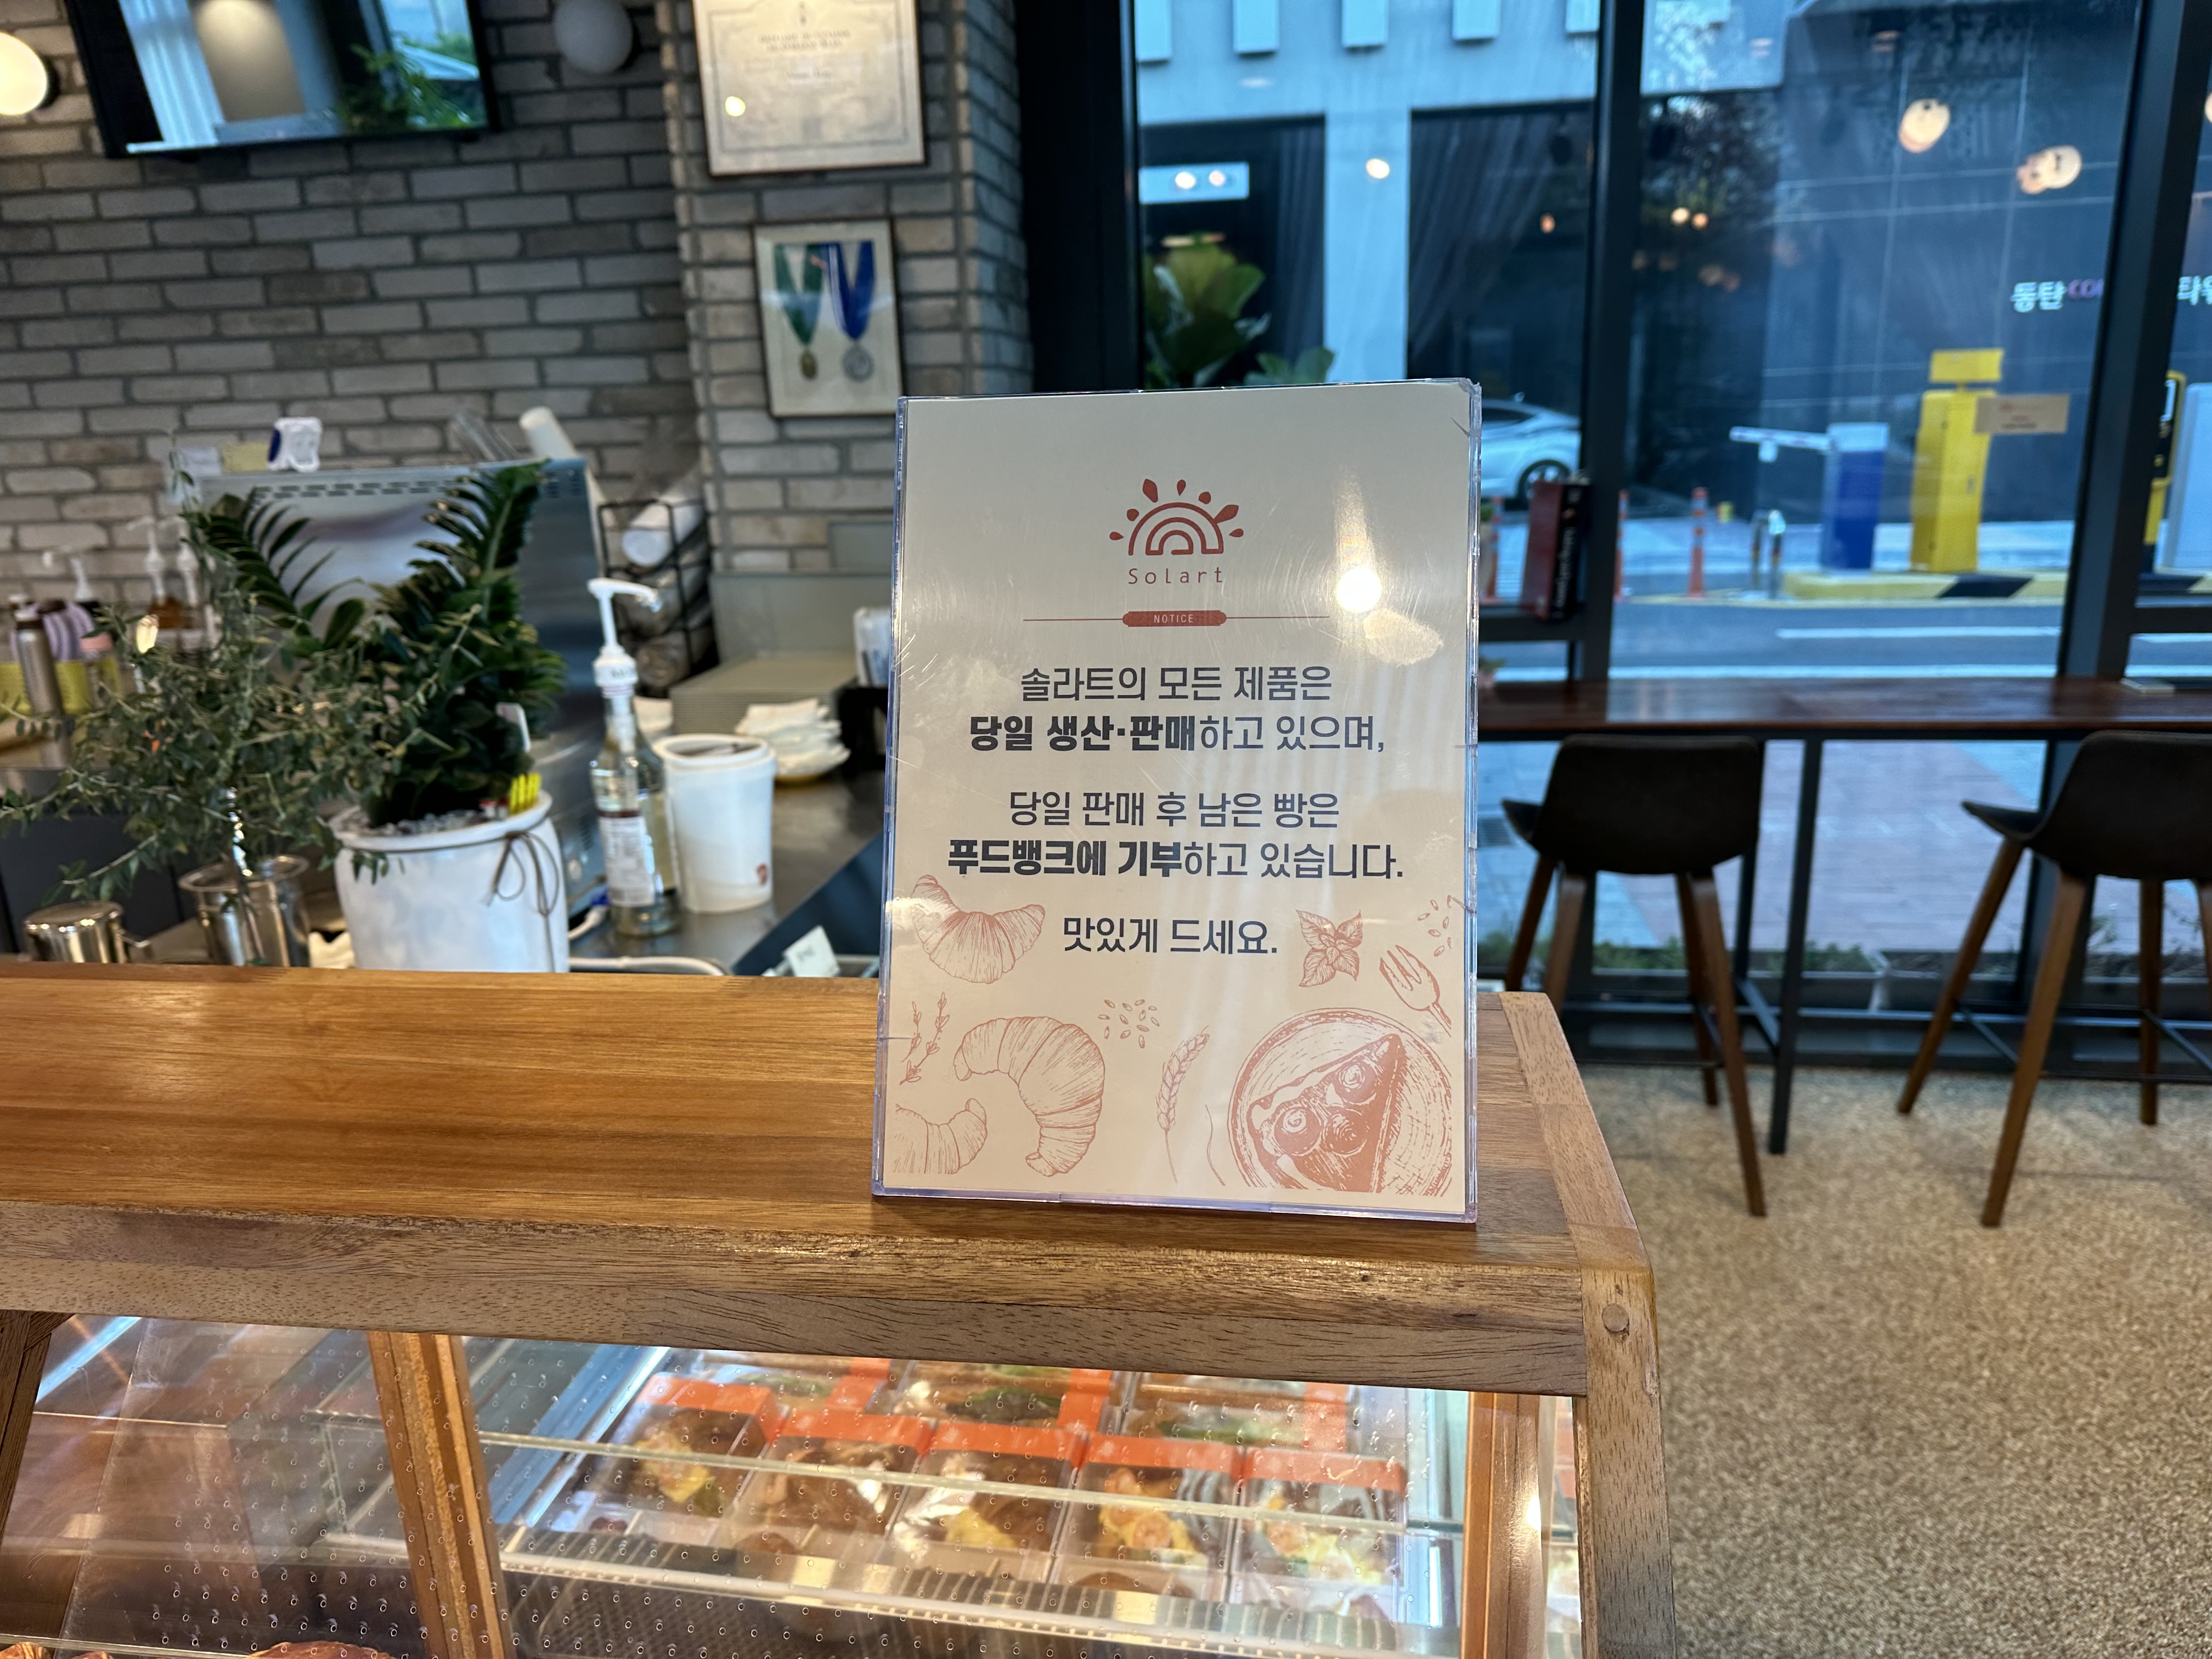 동탄
Solart
NOTICE
솔라트의 모든 제품은
당일 생산·판매하고 있으며,
당일 판매 후 남은 빵은
푸드뱅크에 기부하고 있습니다.
맛있게 드세요.